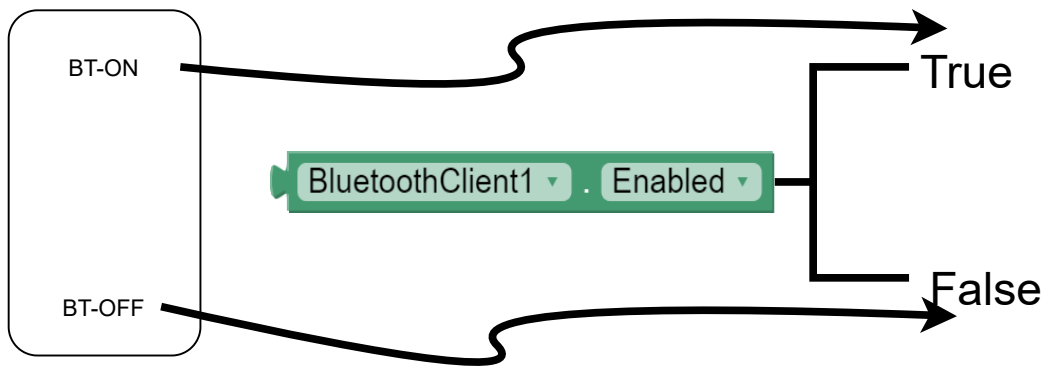 BT-ON
True
BluetoothClient1 . Enabled
BT-OFF
False